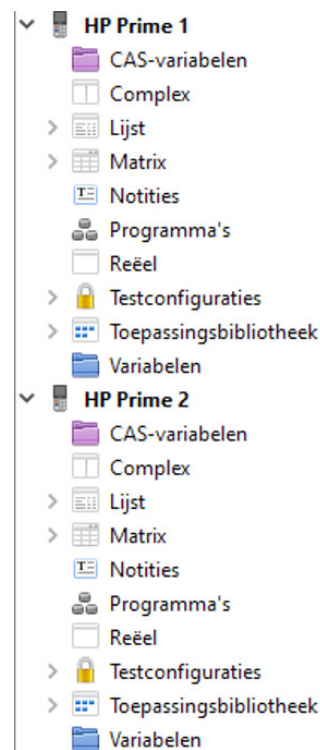 HP Prime 1
CAS-variabelen
Complex
Lijst
Matrix
Notities
Programma's
Reëel
Testconfiguraties
Toepassingsbibliotheek
Variabelen
HP Prime 2
CAS-variabelen
Complex
Lijst
Matrix
Notities
Programma's
Reëel
Testconfiguraties
Toepassingsbibliotheek
Variabelen